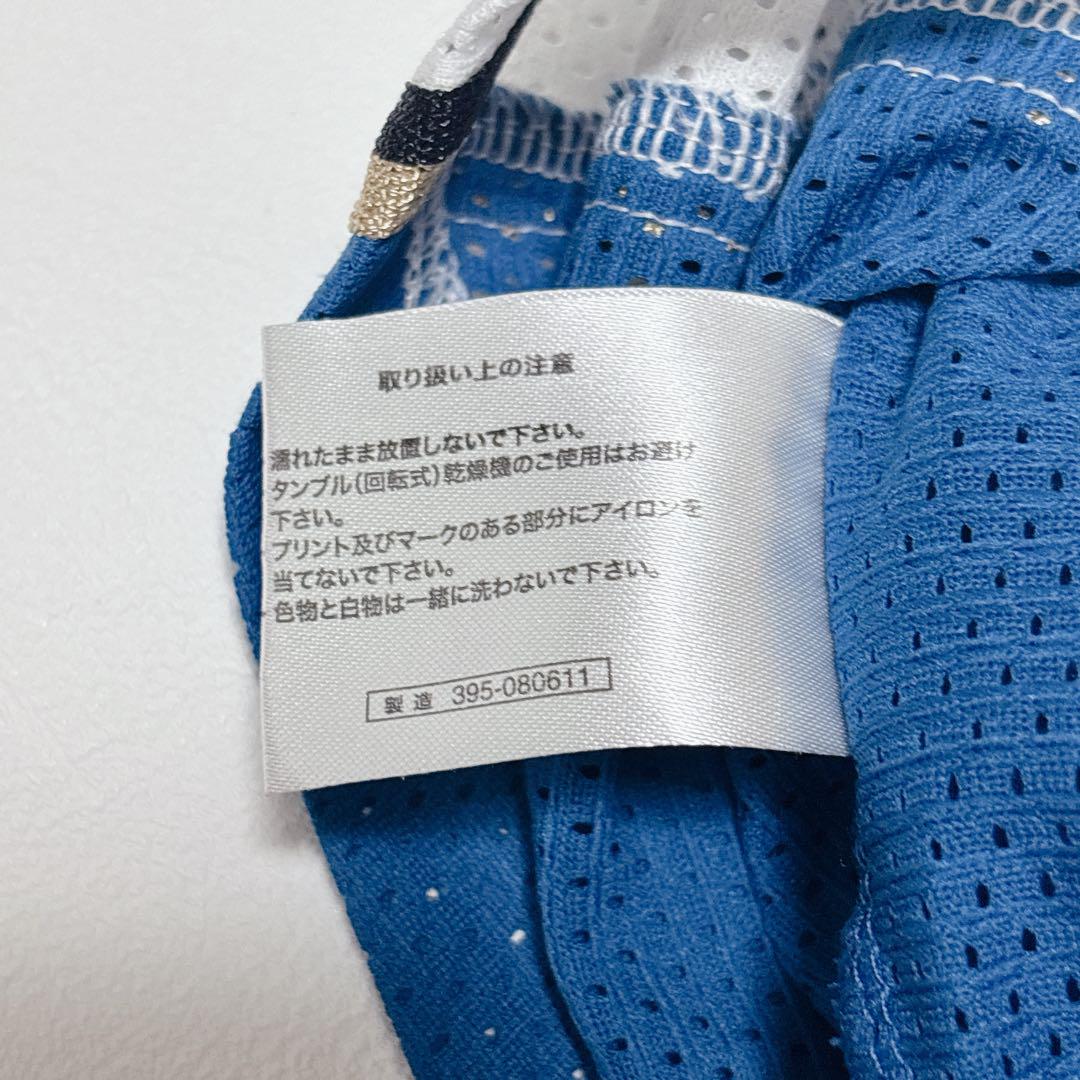 取り扱い上の注意
濡れたまま放置しないで下さい。
タンブル(回転式)乾燥機のご使用はお避け
下さい。
プリント及びマークのある部分にアイロンを
当てないで下さい。
色物と白物は一緒に洗わないで下さい。
製造 395-080611